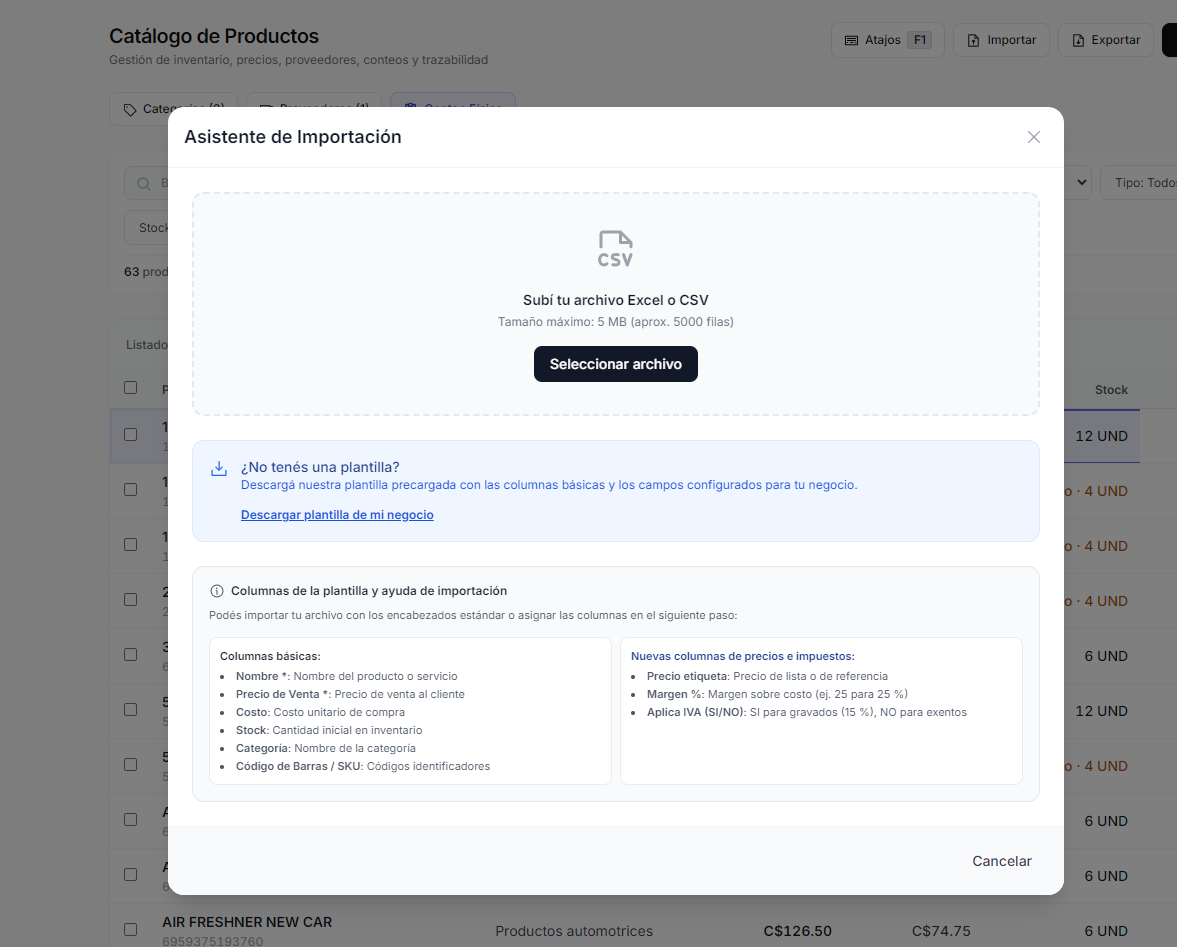 Catálogo de Productos
Gestión de inventario, precios, proveedores, conteos y trazabilidad
Atajos F1
Importar
Exportar
Asistente de Importación
CSV
Subí tu archivo Excel o CSV
Tamaño máximo: 5 MB (aprox. 5000 filas)
Seleccionar archivo
¿No tenés una plantilla?
Descargá nuestra plantilla precargada con las columnas básicas y los campos configurados para tu negocio.
Descargar plantilla de mi negocio
Columnas de la plantilla y ayuda de importación
Podés importar tu archivo con los encabezados estándar o asignar las columnas en el siguiente paso:
Columnas básicas:
Nombre *: Nombre del producto o servicio
Precio de Venta *: Precio de venta al cliente
Costo: Costo unitario de compra
Stock: Cantidad inicial en inventario
Categoría: Nombre de la categoría
Código de Barras / SKU: Códigos identificadores
Nuevas columnas de precios e impuestos:
Precio etiqueta: Precio de lista o de referencia
Margen %: Margen sobre costo (ej. 25 para 25 %)
Aplica IVA (SI/NO): SI para gravados (15 %), NO para exentos
Cancelar
Tipo: Todos
Stock
63 prod
Listado
Stock
12 UND
o · 4 UND
o · 4 UND
o · 4 UND
6 UND
12 UND
o · 4 UND
6 UND
6 UND
AIR FRESHNER NEW CAR
6959375193760
Productos automotrices
C$126.50
C$74.75
6 UND